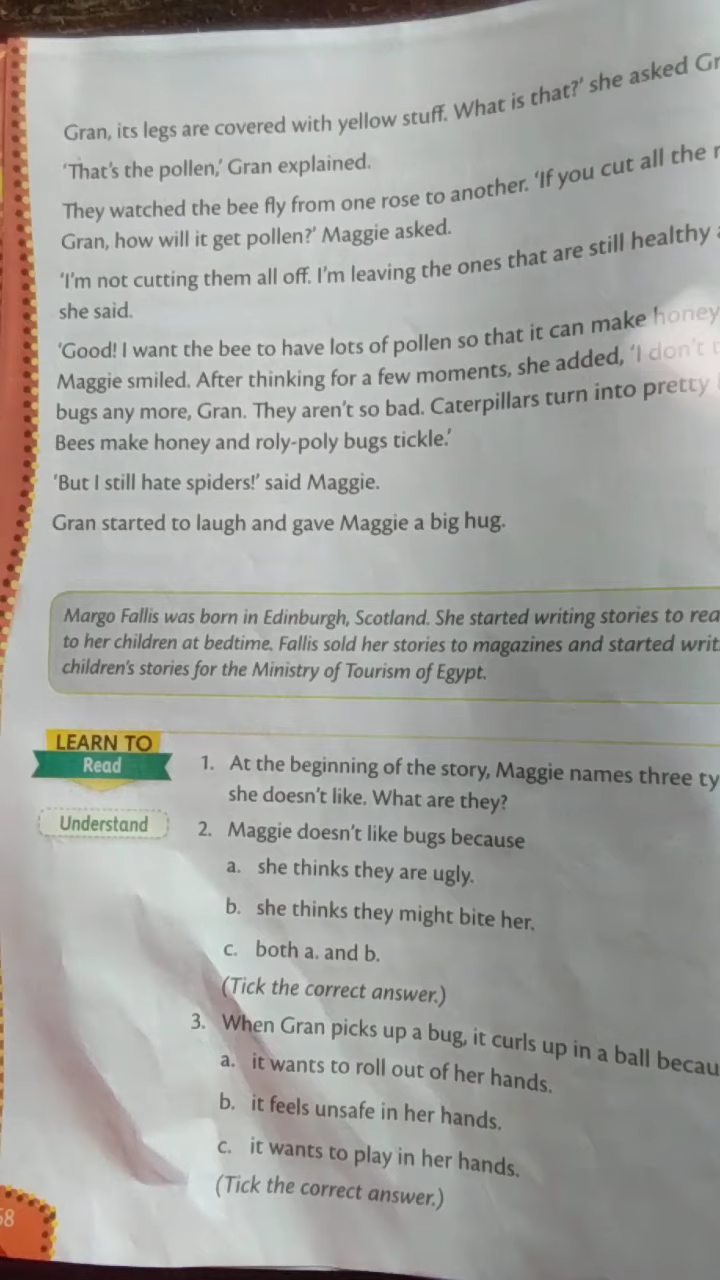 Gran, its legs are covered with yellow stuff. What is that?' she asked Gr
'That's the pollen,' Gran explained.
They watched the bee fly from one rose to another. 'If you cut all the r
Gran, how will it get pollen?' Maggie asked.
'I'm not cutting them all off. I'm leaving the ones that are still healthy
she said.
'Good! I want the bee to have lots of pollen so that it can make honey
Maggie smiled. After thinking for a few moments, she added, 'I don't
bugs any more, Gran. They aren't so bad. Caterpillars turn into pretty
Bees make honey and roly-poly bugs tickle.'
'But I still hate spiders!' said Maggie.
Gran started to laugh and gave Maggie a big hug.
Margo Fallis was born in Edinburgh, Scotland. She started writing stories to rea
to her children at bedtime. Fallis sold her stories to magazines and started writ
children's stories for the Ministry of Tourism of Egypt.
LEARN TO
Read
Understand
1. At the beginning of the story, Maggie names three ty
she doesn't like. What are they?
2. Maggie doesn't like bugs because
a. she thinks they are ugly.
b. she thinks they might bite her.
c. both a. and b.
(Tick the correct answer.)
3. When Gran picks up a bug, it curls up in a ball becau
a. it wants to roll out of her hands.
b. it feels unsafe in her hands.
c. it wants to play in her hands.
(Tick the correct answer.)
58